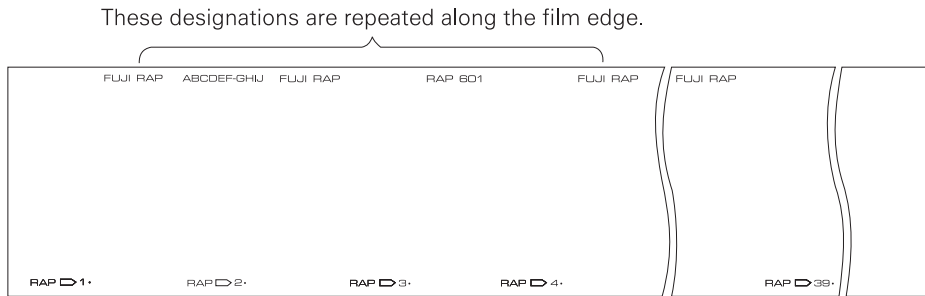 These designations are repeated along the film edge.
FUJI RAP ABCDEF-GHIJ FUJI RAP RAP 601 FUJI RAP FUJI RAP
RAP 1· RAP 2· RAP 3· RAP 4· RAP 39·